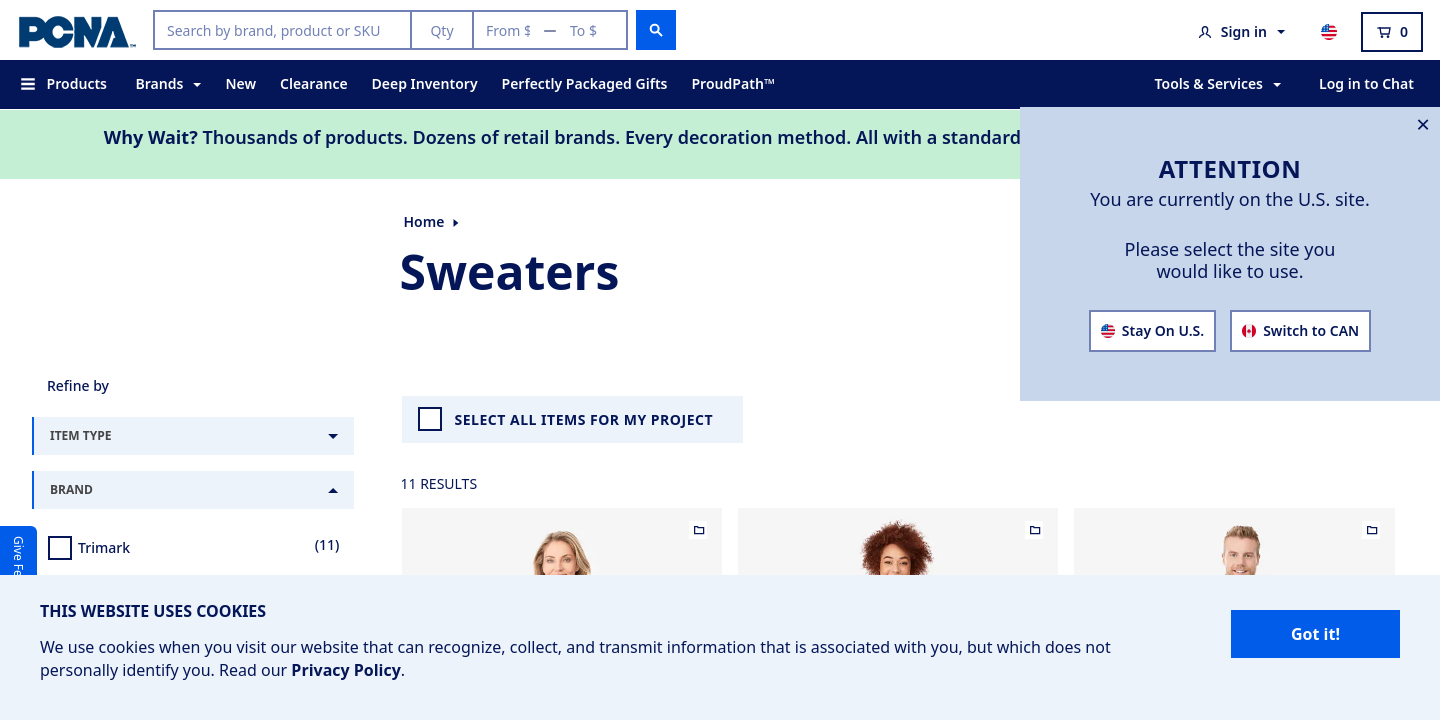 PCNA™
Search by brand, product or SKU
Qty
From $
To $
Sign in
0
Products
Brands
New
Clearance
Deep Inventory
Perfectly Packaged Gifts
ProudPath™
Tools & Services
Log in to Chat
Why Wait? Thousands of products. Dozens of retail brands. Every decoration method. All with a standard
ATTENTION
You are currently on the U.S. site.
Please select the site you
would like to use.
Stay On U.S.
Switch to CAN
Home
Sweaters
Refine by
SELECT ALL ITEMS FOR MY PROJECT
ITEM TYPE
BRAND
11 RESULTS
Trimark
(11)
Give Fe
THIS WEBSITE USES COOKIES
We use cookies when you visit our website that can recognize, collect, and transmit information that is associated with you, but which does not
personally identify you. Read our Privacy Policy.
Got it!